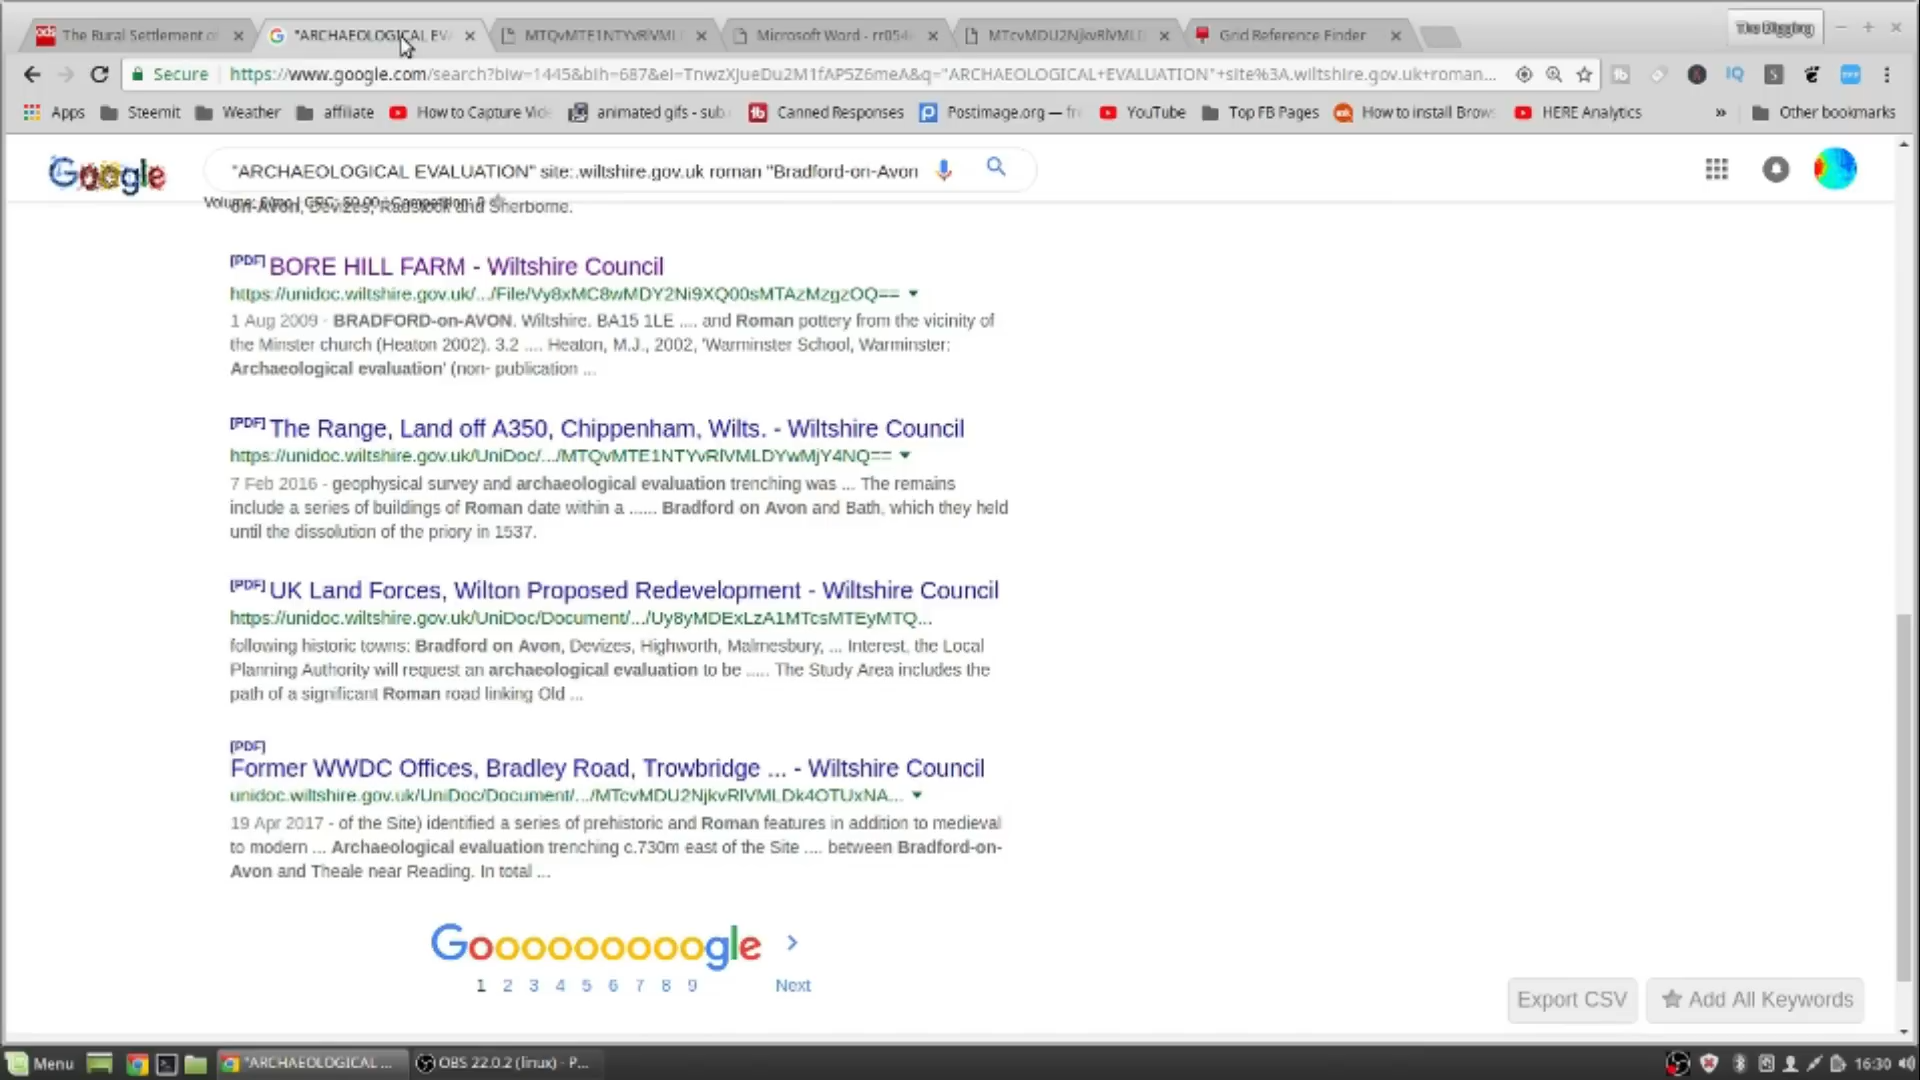 The Rural Settlement of
"ARCHAEOLOGICAL EV
MTQvMTE1NTYvRlVMI
Microsoft Word - rr054
MTcvMDU2NjkvRlVMLD
Grid Reference Finder
The Digging
Secure
https://www.google.com/search?biw=1445&bih=687&ei=TnwzXJueDu2M1fAP5Z6meA&q="ARCHAEOLOGICAL+EVALUATION"+site%3A.wiltshire.gov.uk+roman...
Apps
Steemit
Weather
affiliate
How to Capture Vid
animated gifs - sub
Canned Responses
Postimage.org — fr
YouTube
Top FB Pages
How to install Brow
HERE Analytics
»
Other bookmarks
Google
"ARCHAEOLOGICAL EVALUATION" site:.wiltshire.gov.uk roman "Bradford-on-Avon
on-Avon, Devizes, Radstock and Sherborne.
[PDF] BORE HILL FARM - Wiltshire Council
https://unidoc.wiltshire.gov.uk/.../File/Vy8xMC8wMDY2Ni9XQ00sMTAzMzgzOQ==
1 Aug 2009 - BRADFORD-on-AVON. Wiltshire. BA15 1LE .... and Roman pottery from the vicinity of
the Minster church (Heaton 2002). 3.2 .... Heaton, M.J., 2002, 'Warminster School, Warminster:
Archaeological evaluation' (non- publication ...
[PDF] The Range, Land off A350, Chippenham, Wilts. - Wiltshire Council
https://unidoc.wiltshire.gov.uk/UniDoc/.../MTQvMTE1NTYvRlVMLDYwMjY4NQ==
7 Feb 2016 - geophysical survey and archaeological evaluation trenching was ... The remains
include a series of buildings of Roman date within a ...... Bradford on Avon and Bath, which they held
until the dissolution of the priory in 1537.
[PDF] UK Land Forces, Wilton Proposed Redevelopment - Wiltshire Council
https://unidoc.wiltshire.gov.uk/UniDoc/Document/.../Uy8yMDExLzA1MTcsMTEyMTQ...
following historic towns: Bradford on Avon, Devizes, Highworth, Malmesbury, ... Interest, the Local
Planning Authority will request an archaeological evaluation to be ..... The Study Area includes the
path of a significant Roman road linking Old ...
[PDF]
Former WWDC Offices, Bradley Road, Trowbridge ... - Wiltshire Council
unidoc.wiltshire.gov.uk/UniDoc/Document/.../MTcvMDU2NjkvRlVMLDk4OTUxNA...
19 Apr 2017 - of the Site) identified a series of prehistoric and Roman features in addition to medieval
to modern ... Archaeological evaluation trenching c.730m east of the Site .... between Bradford-on-
Avon and Theale near Reading. In total ...
Goooooooooogle
1 2 3 4 5 6 7 8 9 Next
Export CSV
Add All Keywords
Menu
"ARCHAEOLOGICAL ...
OBS 22.0.2 (linux) - P...
16:30